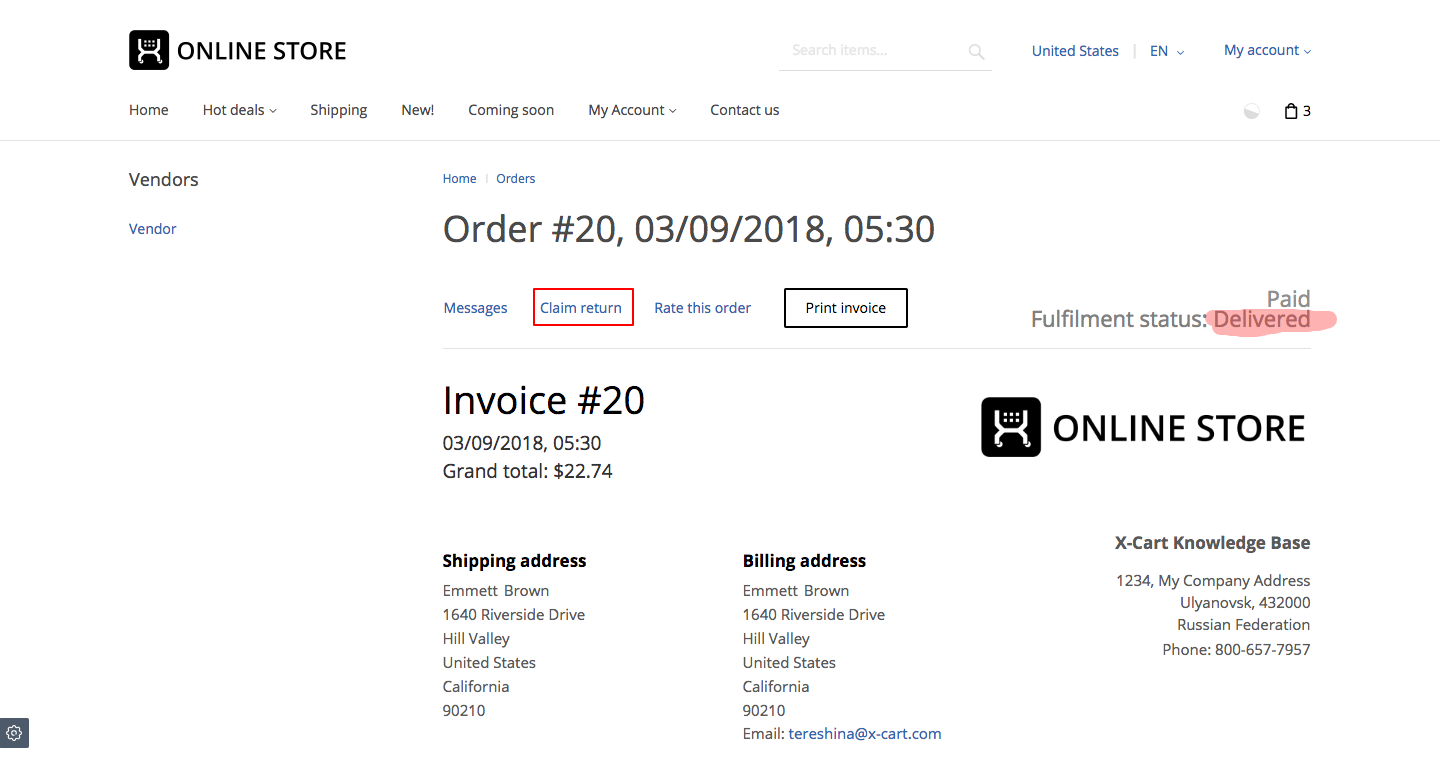 ONLINE STORE
Search items...
United States
EN
My account
Home
Hot deals
Shipping
New!
Coming soon
My Account
Contact us
3
Vendors
Vendor
Home
Orders
Order #20, 03/09/2018, 05:30
Messages
Claim return
Rate this order
Print invoice
Paid
Fulfilment status: Delivered
Invoice #20
03/09/2018, 05:30
Grand total: $22.74
ONLINE STORE
X-Cart Knowledge Base
1234, My Company Address
Ulyanovsk, 432000
Russian Federation
Phone: 800-657-7957
Shipping address
Emmett Brown
1640 Riverside Drive
Hill Valley
United States
California
90210
Billing address
Emmett Brown
1640 Riverside Drive
Hill Valley
United States
California
90210
Email: tereshina@x-cart.com